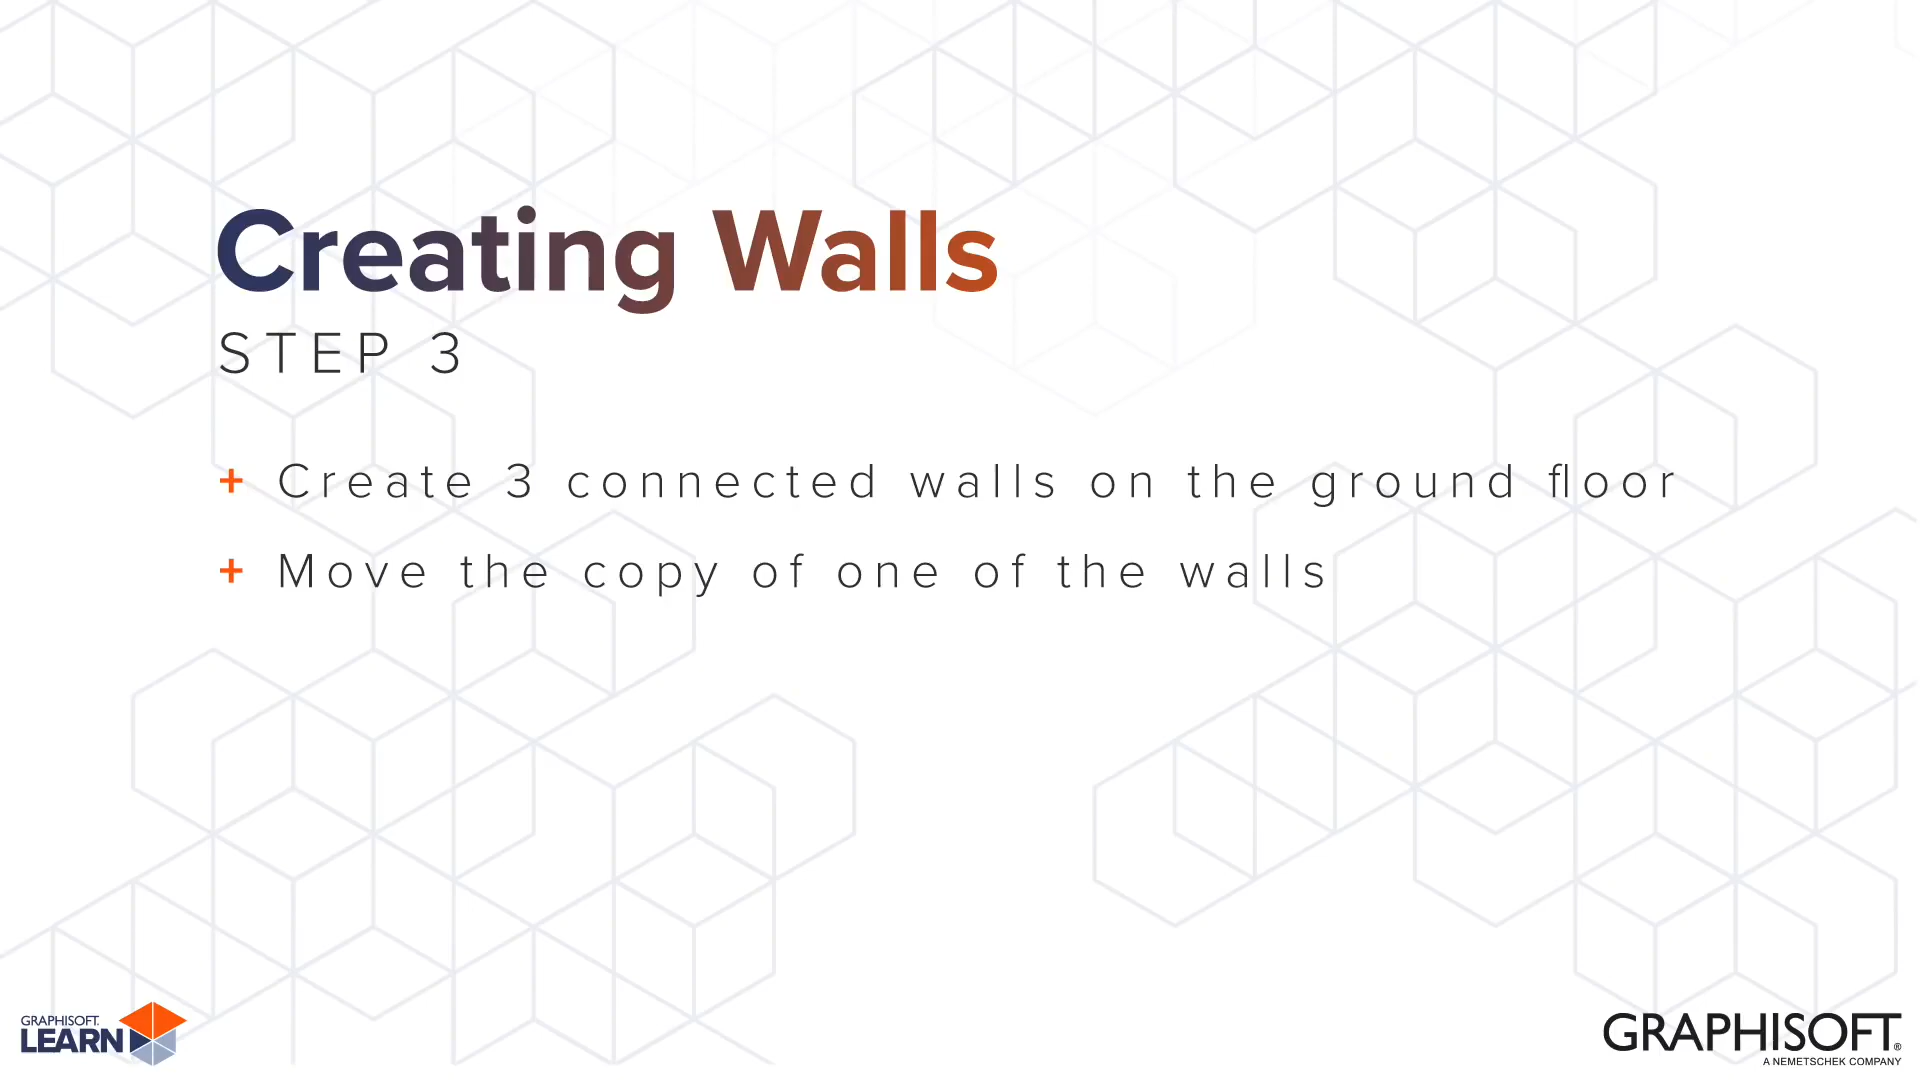 Creating Walls
STEP 3
+ Create 3 connected walls on the ground floor
+ Move the copy of one of the walls
GRAPHISOFT.
LEARN
GRAPHISOFT®
A NEMETSCHEK COMPANY